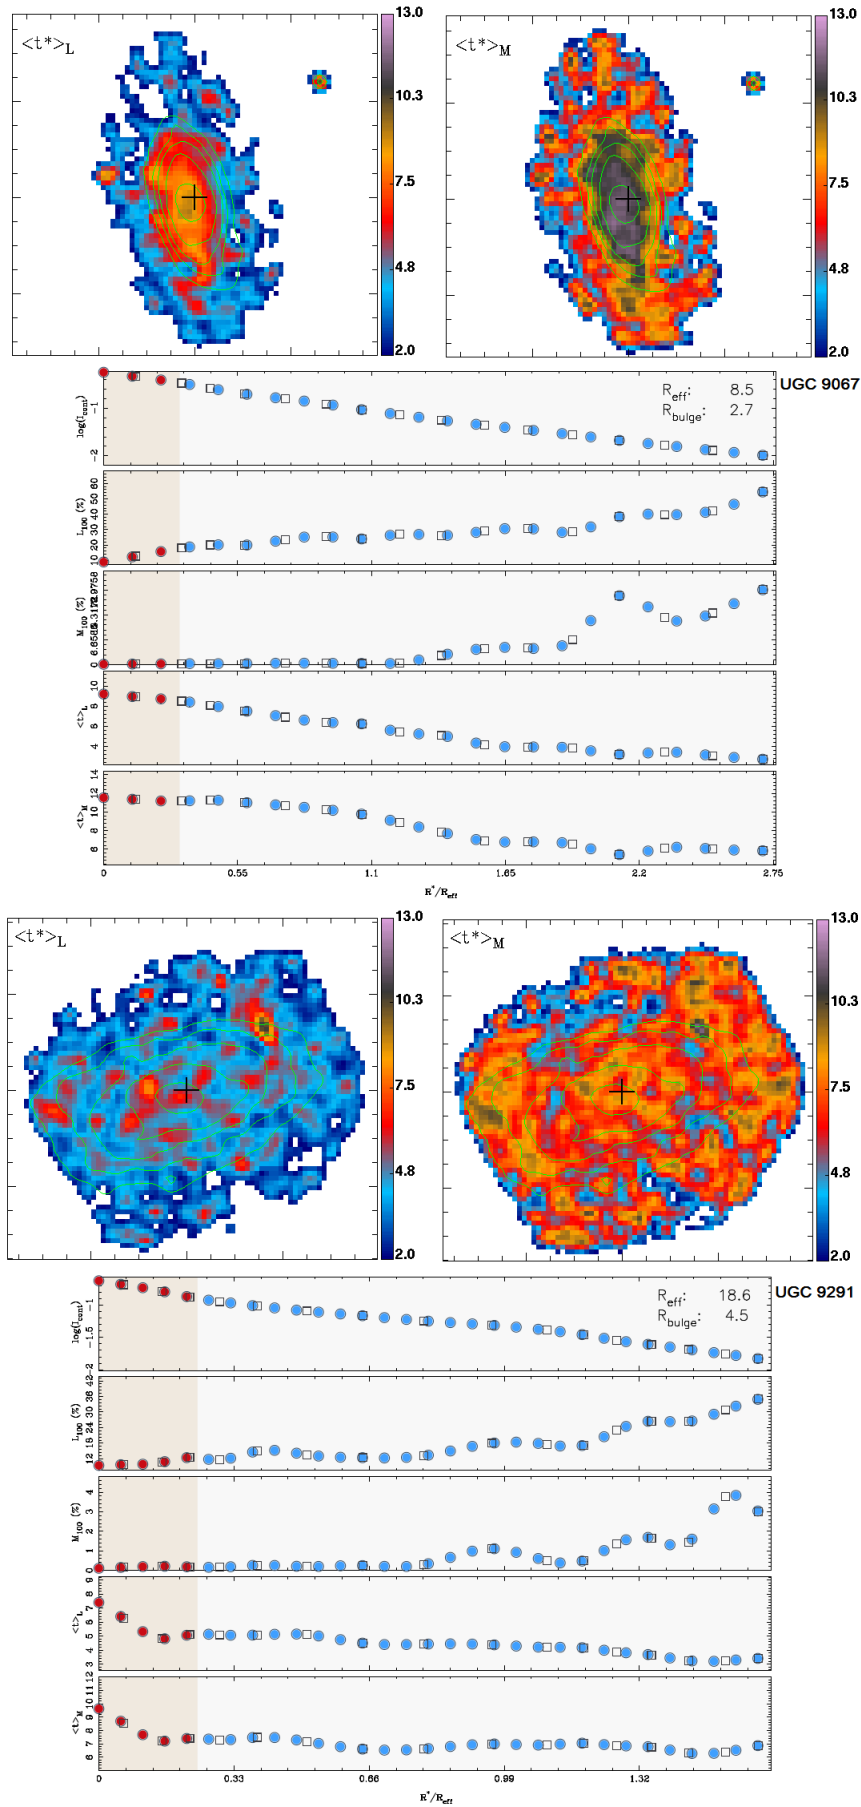 <t*>L
13.0
10.3
7.5
4.8
2.0
<t*>M
13.0
10.3
7.5
4.8
2.0
UGC 9067
Reff: 8.5
Rbulge: 2.7
log(Icont)
-1
-2
L100 (%)
10 20 30 40 50 60
M100 (%)
0
<t>L
4 6 8 10
<t>M
6 8 10 12 14
0 0.55 1.1 1.65 2.2 2.75
R*/Reff
<t*>L
13.0
10.3
7.5
4.8
2.0
<t*>M
13.0
10.3
7.5
4.8
2.0
UGC 9291
Reff: 18.6
Rbulge: 4.5
log(Icont)
-1
-1.5
-2
L100 (%)
12 18 24 30 36 42
M100 (%)
0 1 2 3 4
<t>L
3 4 5 6 7 8 9
<t>M
6 7 8 9 10 11 12
0 0.33 0.66 0.99 1.32
R*/Reff